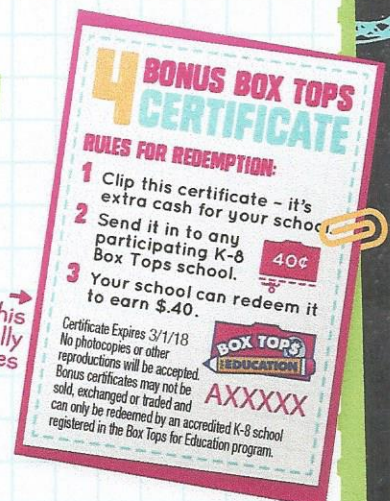 4 BONUS BOX TOPS
CERTIFICATE
RULES FOR REDEMPTION:
1 Clip this certificate – it's
extra cash for your school.
2 Send it in to any
participating K-8
Box Tops school.
40¢
3 Your school can redeem it
to earn $.40.
Certificate Expires 3/1/18
No photocopies or other
reproductions will be accepted.
Bonus certificates may not be
sold, exchanged or traded and
can only be redeemed by an accredited K-8 school
registered in the Box Tops for Education program.
BOX TOPS
FOR EDUCATION
AXXXXX